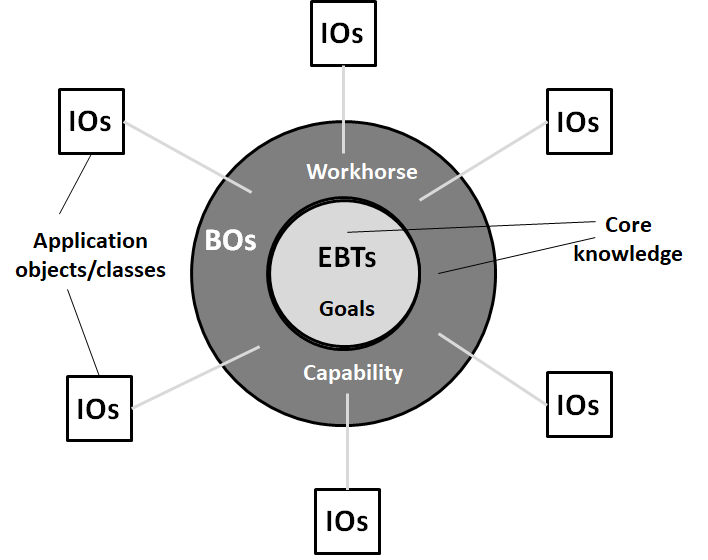 IOs
IOs
IOs
Workhorse
BOs
Application
objects/classes
Core
knowledge
EBTs
Goals
Capability
IOs
IOs
IOs